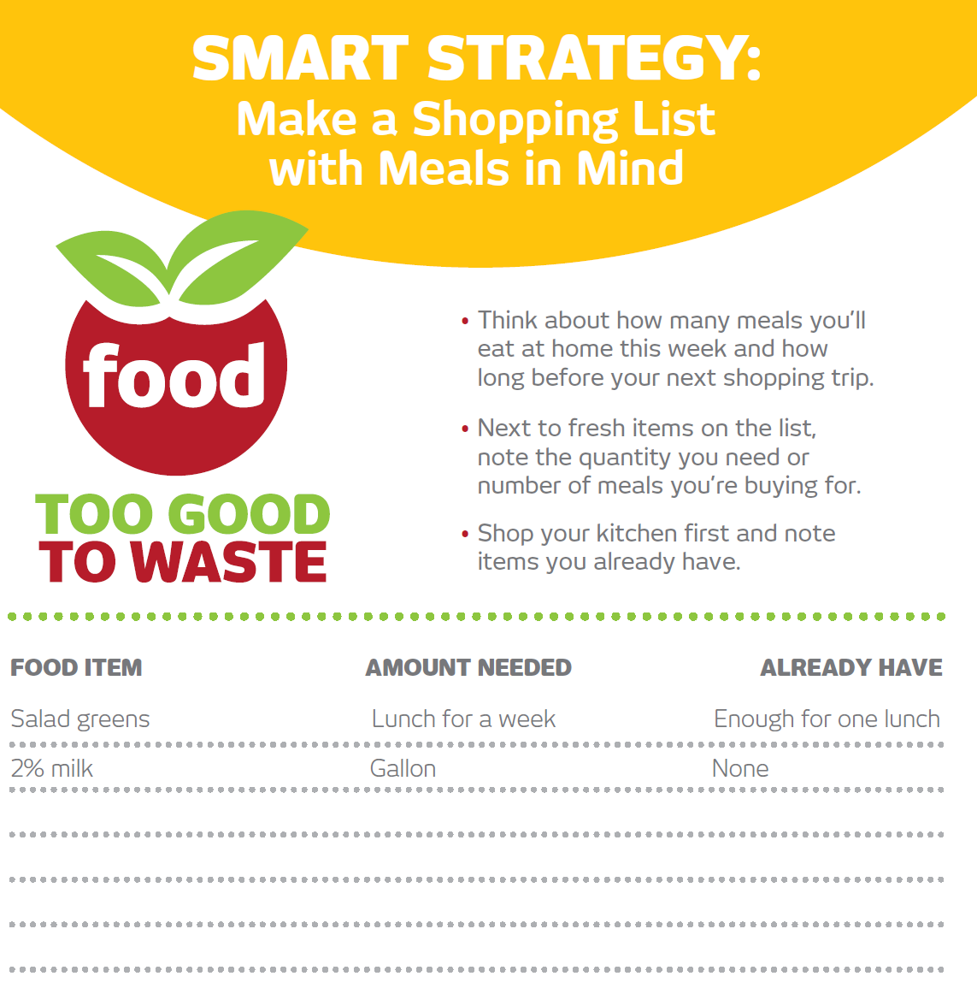 SMART STRATEGY:
Make a Shopping List
with Meals in Mind
food
TOO GOOD
TO WASTE
• Think about how many meals you’ll
eat at home this week and how
long before your next shopping trip.
• Next to fresh items on the list,
note the quantity you need or
number of meals you’re buying for.
• Shop your kitchen first and note
items you already have.
FOOD ITEM AMOUNT NEEDED ALREADY HAVE
Salad greens Lunch for a week Enough for one lunch
2% milk Gallon None